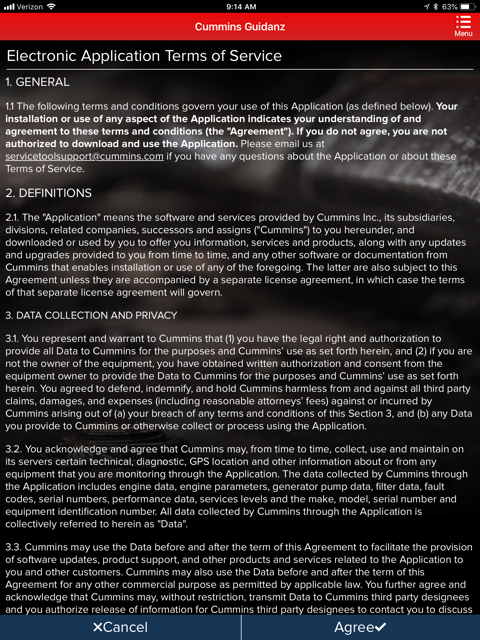 Verizon 9:14 AM 63%
Cummins Guidanz
Menu
Electronic Application Terms of Service
1. GENERAL
1.1 The following terms and conditions govern your use of this Application (as defined below). Your
installation or use of any aspect of the Application indicates your understanding of and
agreement to these terms and conditions (the "Agreement"). If you do not agree, you are not
authorized to download and use the Application. Please email us at
servicetoolsupport@cummins.com if you have any questions about the Application or about these
Terms of Service.
2. DEFINITIONS
2.1. The "Application" means the software and services provided by Cummins Inc., its subsidiaries,
divisions, related companies, successors and assigns ("Cummins") to you hereunder, and
downloaded or used by you to offer you information, services and products, along with any updates
and upgrades provided to you from time to time, and any other software or documentation from
Cummins that enables installation or use of any of the foregoing. The latter are also subject to this
Agreement unless they are accompanied by a separate license agreement, in which case the terms
of that separate license agreement will govern.
3. DATA COLLECTION AND PRIVACY
3.1. You represent and warrant to Cummins that (1) you have the legal right and authorization to
provide all Data to Cummins for the purposes and Cummins' use as set forth herein, and (2) if you are
not the owner of the equipment, you have obtained written authorization and consent from the
equipment owner to provide the Data to Cummins for the purposes and Cummins' use as set forth
herein. You agreed to defend, indemnify, and hold Cummins harmless from and against all third party
claims, damages, and expenses (including reasonable attorneys' fees) against or incurred by
Cummins arising out of (a) your breach of any terms and conditions of this Section 3, and (b) any Data
you provide to Cummins or otherwise collect or process using the Application.
3.2. You acknowledge and agree that Cummins may, from time to time, collect, use and maintain on
its servers certain technical, diagnostic, GPS location and other information about or from any
equipment that you are monitoring through the Application. The data collected by Cummins through
the Application includes engine data, engine parameters, generator pump data, filter data, fault
codes, serial numbers, performance data, services levels and the make, model, serial number and
equipment identification number. All data collected by Cummins through the Application is
collectively referred to herein as "Data".
3.3. Cummins may use the Data before and after the term of this Agreement to facilitate the provision
of software updates, product support, and other products and services related to the Application to
you and other customers. Cummins may also use the Data before and after the term of this
Agreement for any other commercial purpose as permitted by applicable law. You further agree and
acknowledge that Cummins may, without restriction, transmit Data to Cummins third party designees
and you authorize release of information for Cummins third party designees to contact you to discuss
Cancel Agree